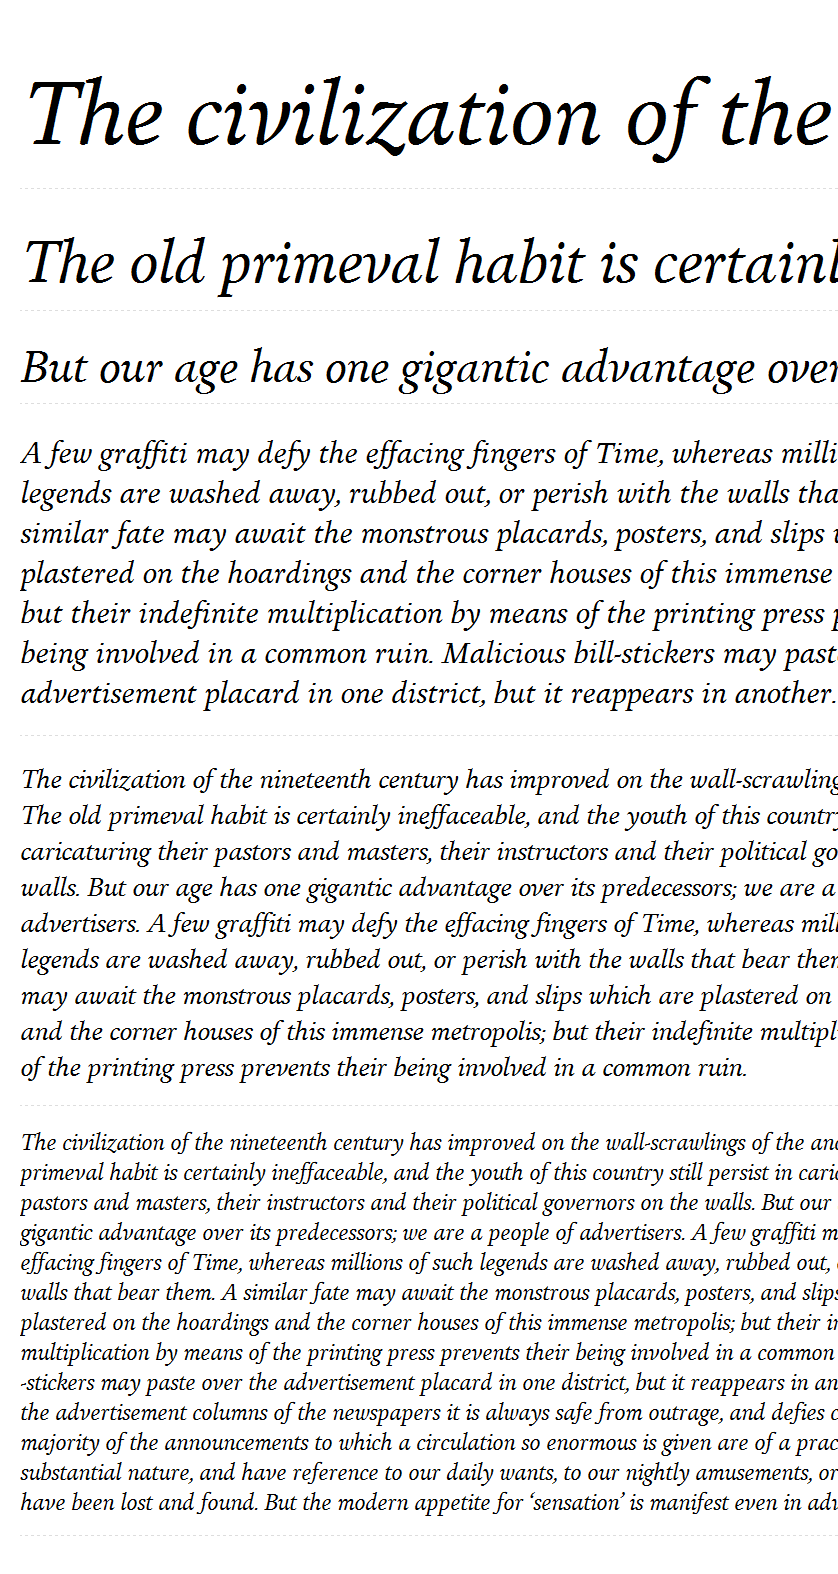 The civilization of the
The old primeval habit is certainl
But our age has one gigantic advantage over
A few graffiti may defy the effacing fingers of Time, whereas milli
legends are washed away, rubbed out, or perish with the walls tha
similar fate may await the monstrous placards, posters, and slips
plastered on the hoardings and the corner houses of this immense
but their indefinite multiplication by means of the printing press p
being involved in a common ruin. Malicious bill-stickers may past
advertisement placard in one district, but it reappears in another.
The civilization of the nineteenth century has improved on the wall-scrawling
The old primeval habit is certainly ineffaceable, and the youth of this country
caricaturing their pastors and masters, their instructors and their political go
walls. But our age has one gigantic advantage over its predecessors; we are a
advertisers. A few graffiti may defy the effacing fingers of Time, whereas mill
legends are washed away, rubbed out, or perish with the walls that bear them
may await the monstrous placards, posters, and slips which are plastered on
and the corner houses of this immense metropolis; but their indefinite multipl
of the printing press prevents their being involved in a common ruin.
The civilization of the nineteenth century has improved on the wall-scrawlings of the anc
primeval habit is certainly ineffaceable, and the youth of this country still persist in caric
pastors and masters, their instructors and their political governors on the walls. But our
gigantic advantage over its predecessors; we are a people of advertisers. A few graffiti m
effacing fingers of Time, whereas millions of such legends are washed away, rubbed out,
walls that bear them. A similar fate may await the monstrous placards, posters, and slips
plastered on the hoardings and the corner houses of this immense metropolis; but their in
multiplication by means of the printing press prevents their being involved in a common
-stickers may paste over the advertisement placard in one district, but it reappears in an
the advertisement columns of the newspapers it is always safe from outrage, and defies c
majority of the announcements to which a circulation so enormous is given are of a prac
substantial nature, and have reference to our daily wants, to our nightly amusements, or
have been lost and found. But the modern appetite for ‘sensation’ is manifest even in adv